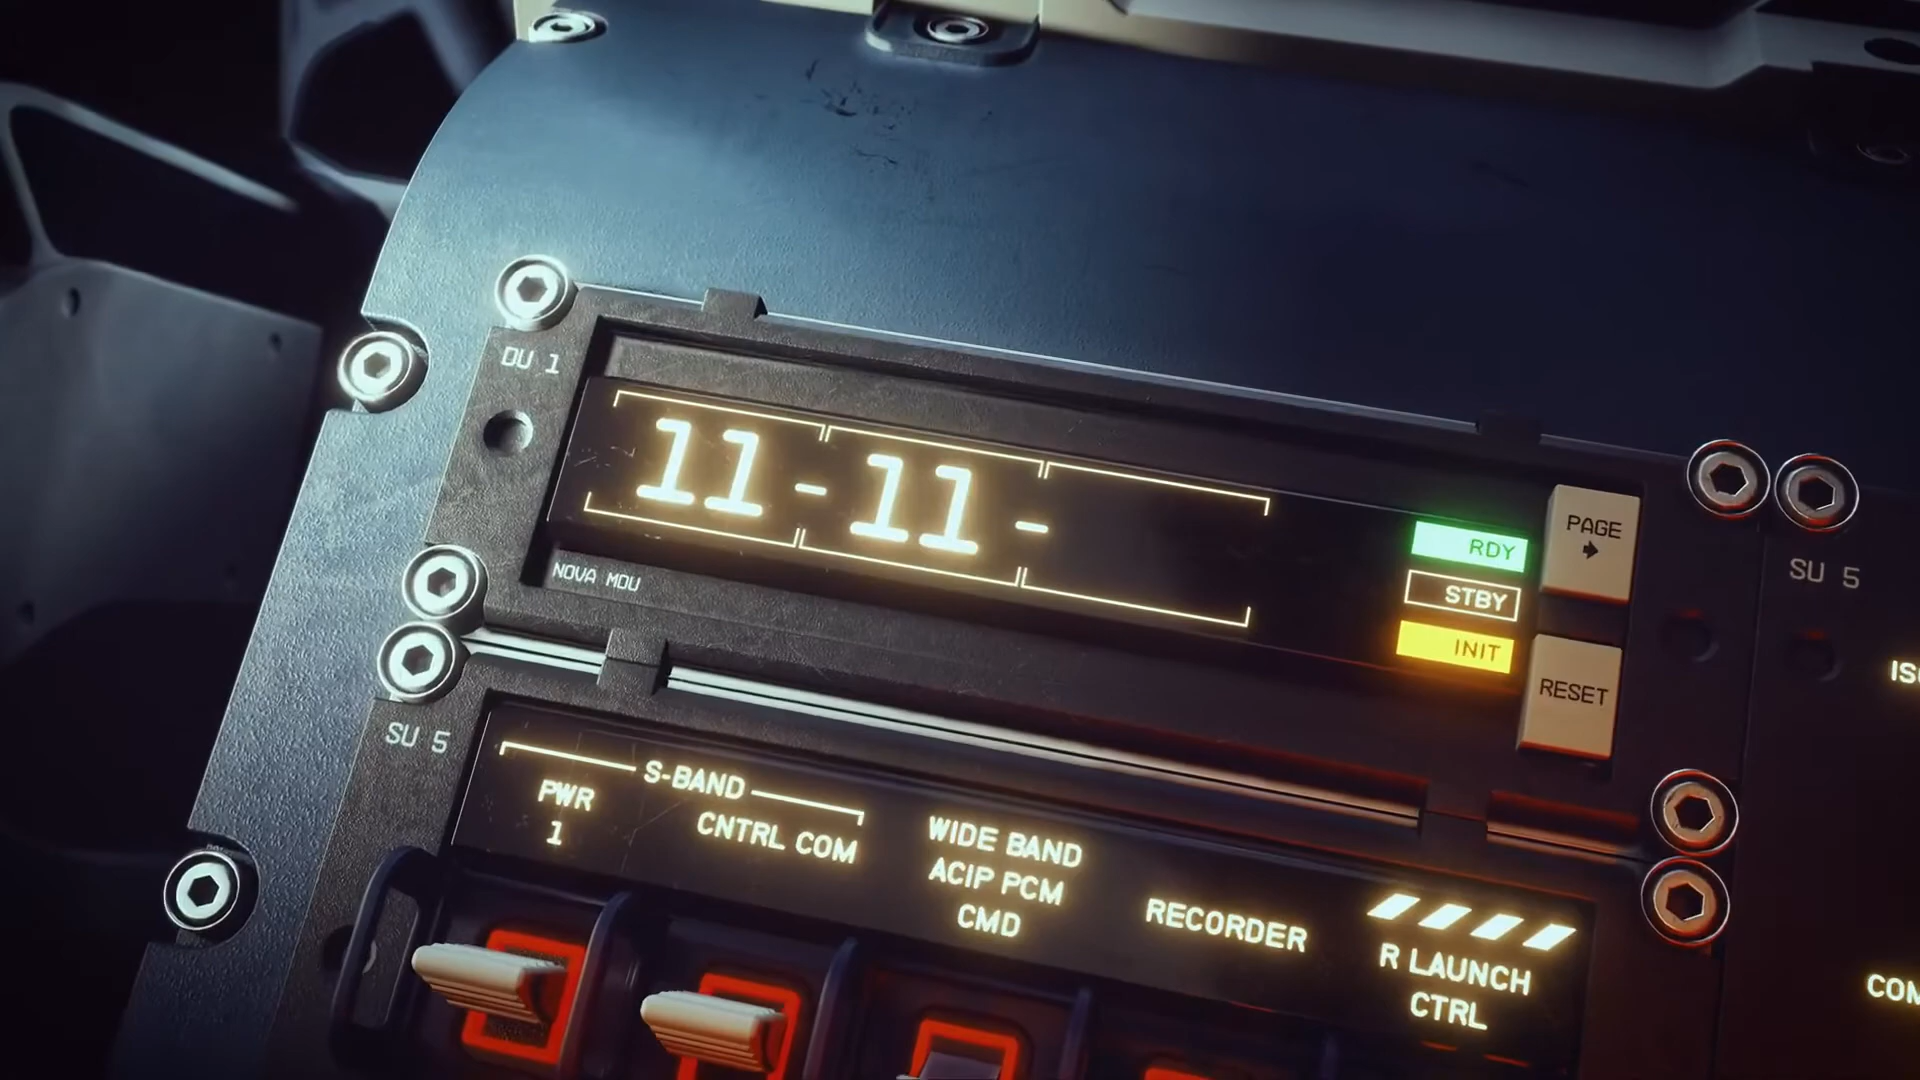 DU 1
11-11-
RDY
STBY
INIT
PAGE
RESET
NOVA MDU
SU 5
SU 5
S-BAND
PWR
1
CNTRL COM
WIDE BAND
ACIP PCM
CMD
RECORDER
R LAUNCH
CTRL